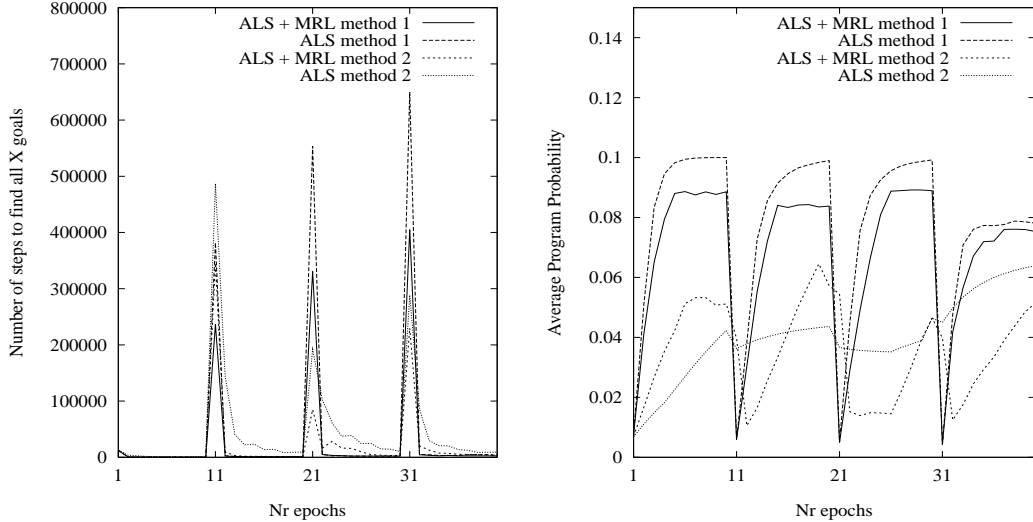 800000
700000
600000
500000
400000
300000
200000
100000
0
1
11
21
31
Number of steps to find all X goals
Nr epochs
ALS + MRL method 1
ALS method 1
ALS + MRL method 2
ALS method 2
0.14
0.12
0.1
0.08
0.06
0.04
0.02
0
1
11
21
31
Average Program Probability
Nr epochs
ALS + MRL method 1
ALS method 1
ALS + MRL method 2
ALS method 2